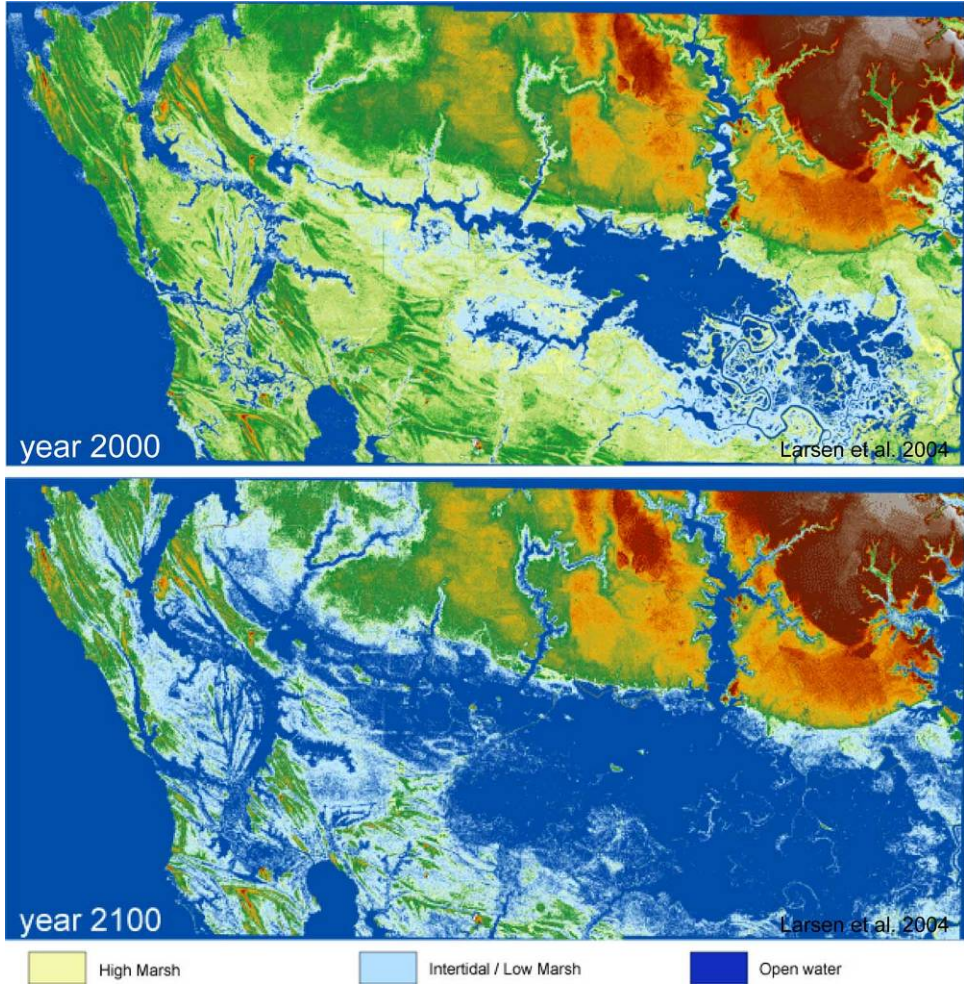 year 2000
Larsen et al. 2004
year 2100
Larsen et al. 2004
High Marsh
Intertidal / Low Marsh
Open water